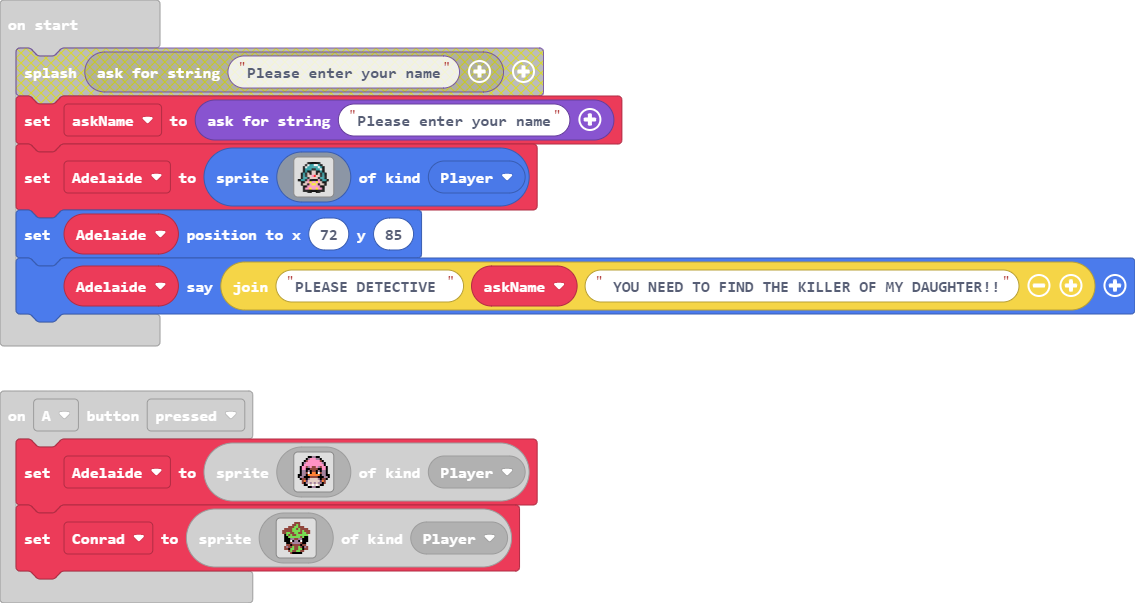 on start
splash ask for string "Please enter your name"
set askName to ask for string "Please enter your name"
set Adelaide to sprite of kind Player
set Adelaide position to x 72 y 85
Adelaide say join "PLEASE DETECTIVE " askName " YOU NEED TO FIND THE KILLER OF MY DAUGHTER!!"
on A button pressed
set Adelaide to sprite of kind Player
set Conrad to sprite of kind Player